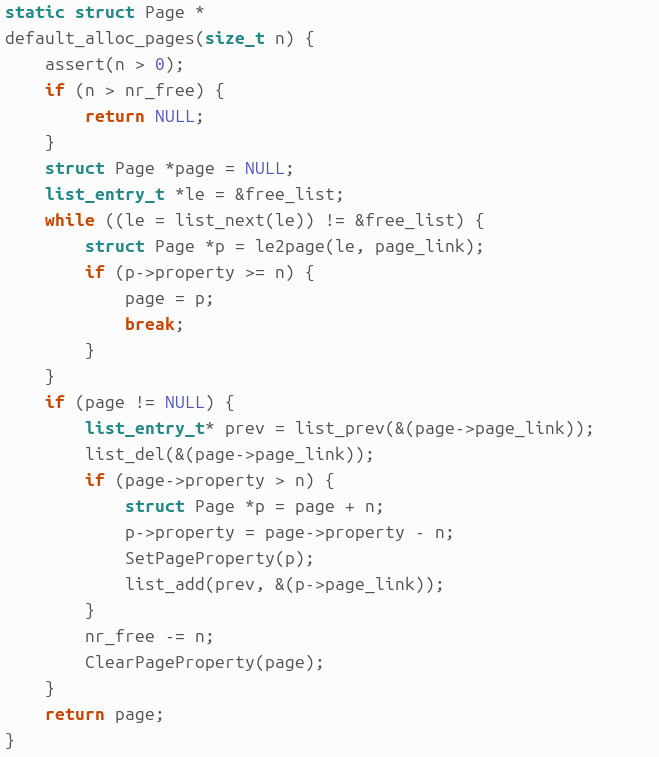 static struct Page *
default_alloc_pages(size_t n) {
    assert(n > 0);
    if (n > nr_free) {
        return NULL;
    }
    struct Page *page = NULL;
    list_entry_t *le = &free_list;
    while ((le = list_next(le)) != &free_list) {
        struct Page *p = le2page(le, page_link);
        if (p->property >= n) {
            page = p;
            break;
        }
    }
    if (page != NULL) {
        list_entry_t* prev = list_prev(&(page->page_link));
        list_del(&(page->page_link));
        if (page->property > n) {
            struct Page *p = page + n;
            p->property = page->property - n;
            SetPageProperty(p);
            list_add(prev, &(p->page_link));
        }
        nr_free -= n;
        ClearPageProperty(page);
    }
    return page;
}